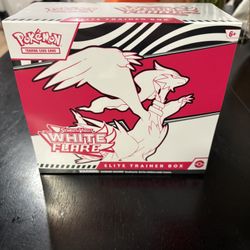 POKÉMON
TRADING CARD GAME
6+
WHITE
FLARE
ELITE TRAINER BOX